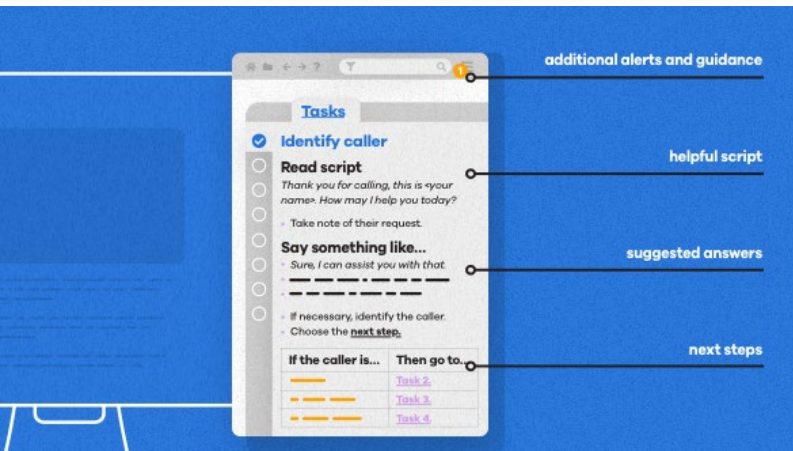 additional alerts and guidance
?
1
Tasks
Identify caller
Read script
Thank you for calling, this is <your
name>. How may I help you today?
Take note of their request.
helpful script
Say something like...
Sure, I can assist you with that.
suggested answers
If necessary, identify the caller.
Choose the next step.
next steps
If the caller is... Then go to...
Task 2.
Task 3.
Task 4.